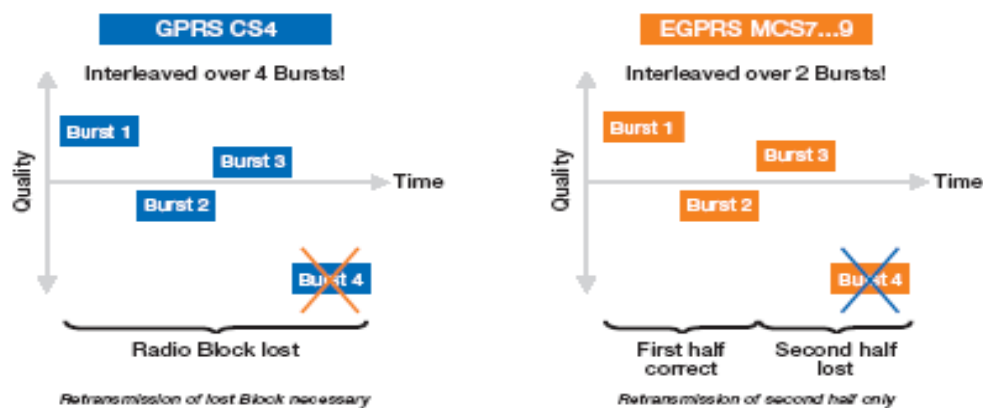 GPRS CS4
Interleaved over 4 Bursts!
Quality
Burst 1
Burst 2
Burst 3
Burst 4
Time
Radio Block lost
Retransmission of lost Block necessary
EGPRS MCS7...9
Interleaved over 2 Bursts!
Quality
Burst 1
Burst 2
Burst 3
Burst 4
Time
First half
correct
Second half
lost
Retransmission of second half only